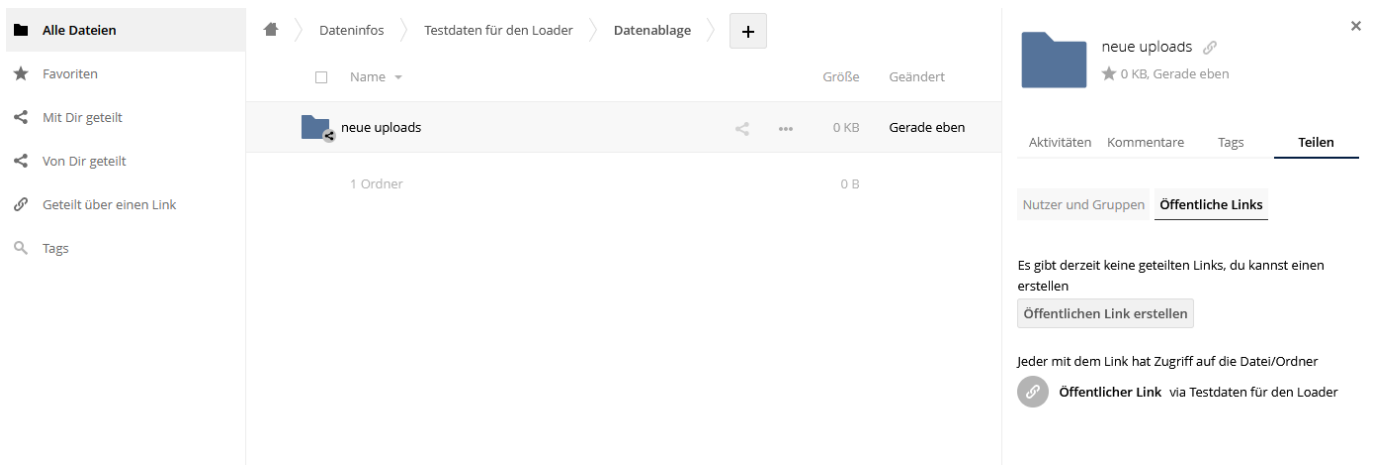 Alle Dateien
Favoriten
Mit Dir geteilt
Von Dir geteilt
Geteilt über einen Link
Tags
Dateninfos Testdaten für den Loader Datenablage +
Name Größe Geändert
neue uploads 0 KB Gerade eben
1 Ordner 0 B
neue uploads
0 KB, Gerade eben
Aktivitäten Kommentare Tags Teilen
Nutzer und Gruppen Öffentliche Links
Es gibt derzeit keine geteilten Links, du kannst einen
erstellen
Öffentlichen Link erstellen
Jeder mit dem Link hat Zugriff auf die Datei/Ordner
Öffentlicher Link via Testdaten für den Loader